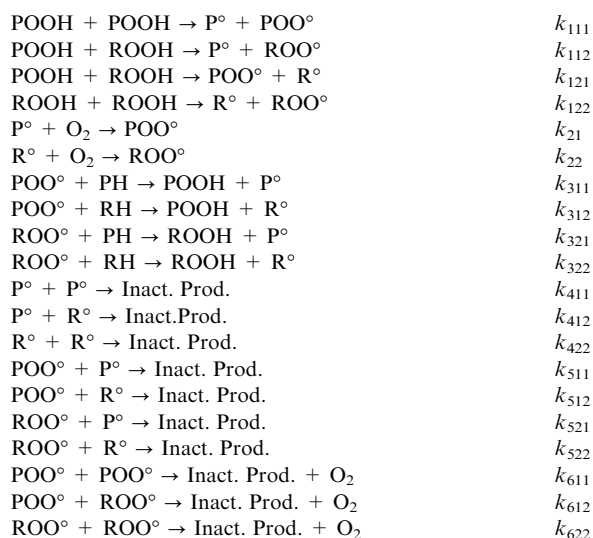 POOH + POOH → P° + POO° k₁₁₁
POOH + ROOH → P° + ROO° k₁₁₂
POOH + ROOH → POO° + R° k₁₂₁
ROOH + ROOH → R° + ROO° k₁₂₂
P° + O₂ → POO° k₂₁
R° + O₂ → ROO° k₂₂
POO° + PH → POOH + P° k₃₁₁
POO° + RH → POOH + R° k₃₁₂
ROO° + PH → ROOH + P° k₃₂₁
ROO° + RH → ROOH + R° k₃₂₂
P° + P° → Inact. Prod. k₄₁₁
P° + R° → Inact.Prod. k₄₁₂
R° + R° → Inact. Prod. k₄₂₂
POO° + P° → Inact. Prod. k₅₁₁
POO° + R° → Inact. Prod. k₅₁₂
ROO° + P° → Inact. Prod. k₅₂₁
ROO° + R° → Inact. Prod. k₅₂₂
POO° + POO° → Inact. Prod. + O₂ k₆₁₁
POO° + ROO° → Inact. Prod. + O₂ k₆₁₂
ROO° + ROO° → Inact. Prod. + O₂ k₆₂₂